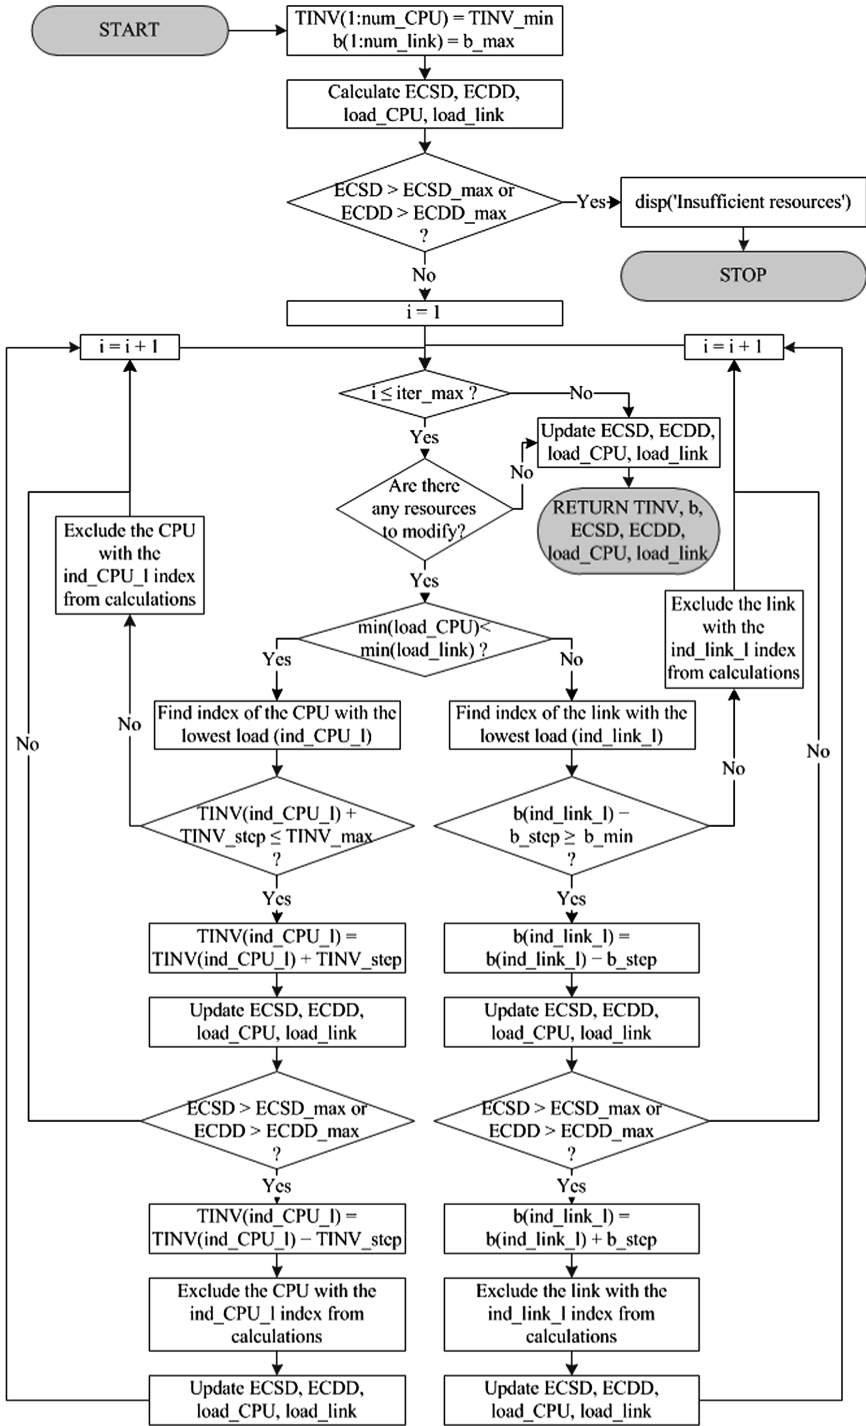 START
TINV(1:num_CPU) = TINV_min
b(1:num_link) = b_max
Calculate ECSD, ECDD,
load_CPU, load_link
ECSD > ECSD_max or
ECDD > ECDD_max
?
Yes
disp('Insufficient resources')
STOP
No
i = 1
i = i + 1
i = i + 1
i ≤ iter_max ?
No
Yes
Update ECSD, ECDD,
load_CPU, load_link
No
Are there
any resources
to modify?
RETURN TINV, b,
ECSD, ECDD,
load_CPU, load_link
Yes
Exclude the CPU
with the
ind_CPU_l index
from calculations
Exclude the link
with the
ind_link_l index
from calculations
min(load_CPU)<
min(load_link) ?
Yes
No
Find index of the CPU with the
lowest load (ind_CPU_l)
Find index of the link with the
lowest load (ind_link_l)
No
No
No
No
TINV(ind_CPU_l) +
TINV_step ≤ TINV_max
?
b(ind_link_l) −
b_step ≥ b_min
?
Yes
Yes
TINV(ind_CPU_l) =
TINV(ind_CPU_l) + TINV_step
b(ind_link_l) =
b(ind_link_l) − b_step
Update ECSD, ECDD,
load_CPU, load_link
Update ECSD, ECDD,
load_CPU, load_link
ECSD > ECSD_max or
ECDD > ECDD_max
?
ECSD > ECSD_max or
ECDD > ECDD_max
?
Yes
Yes
TINV(ind_CPU_l) =
TINV(ind_CPU_l) − TINV_step
b(ind_link_l) =
b(ind_link_l) + b_step
Exclude the CPU with the
ind_CPU_l index from
calculations
Exclude the link with the
ind_link_l index from
calculations
Update ECSD, ECDD,
load_CPU, load_link
Update ECSD, ECDD,
load_CPU, load_link